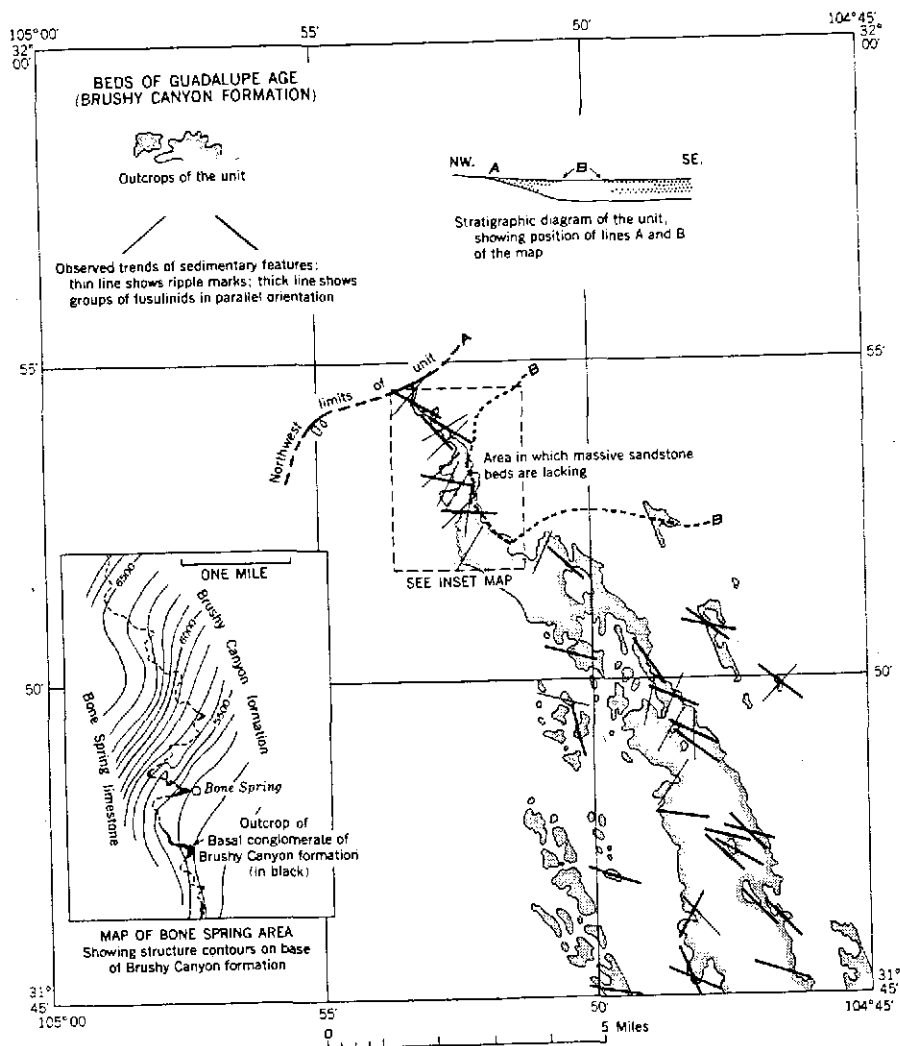 105°00'
55'
50'
104°45'
32°
00'
32°
00'
BEDS OF GUADALUPE AGE
(BRUSHY CANYON FORMATION)
Outcrops of the unit
Observed trends of sedimentary features:
thin line shows ripple marks; thick line shows
groups of fusulinids in parallel orientation
NW. A B SE.
Stratigraphic diagram of the unit,
showing position of lines A and B
of the map
55'
55'
Northwest limits of unit
A
B
Area in which massive sandstone
beds are lacking
B
SEE INSET MAP
50'
50'
ONE MILE
6500
6000
5500
Brushy Canyon formation
Bone Spring limestone
Bone Spring
Outcrop of
Basal conglomerate of
Brushy Canyon formation
(in black)
MAP OF BONE SPRING AREA
Showing structure contours on base
of Brushy Canyon formation
31°
45'
31°
45'
105°00'
55'
50'
104°45'
0 5 Miles